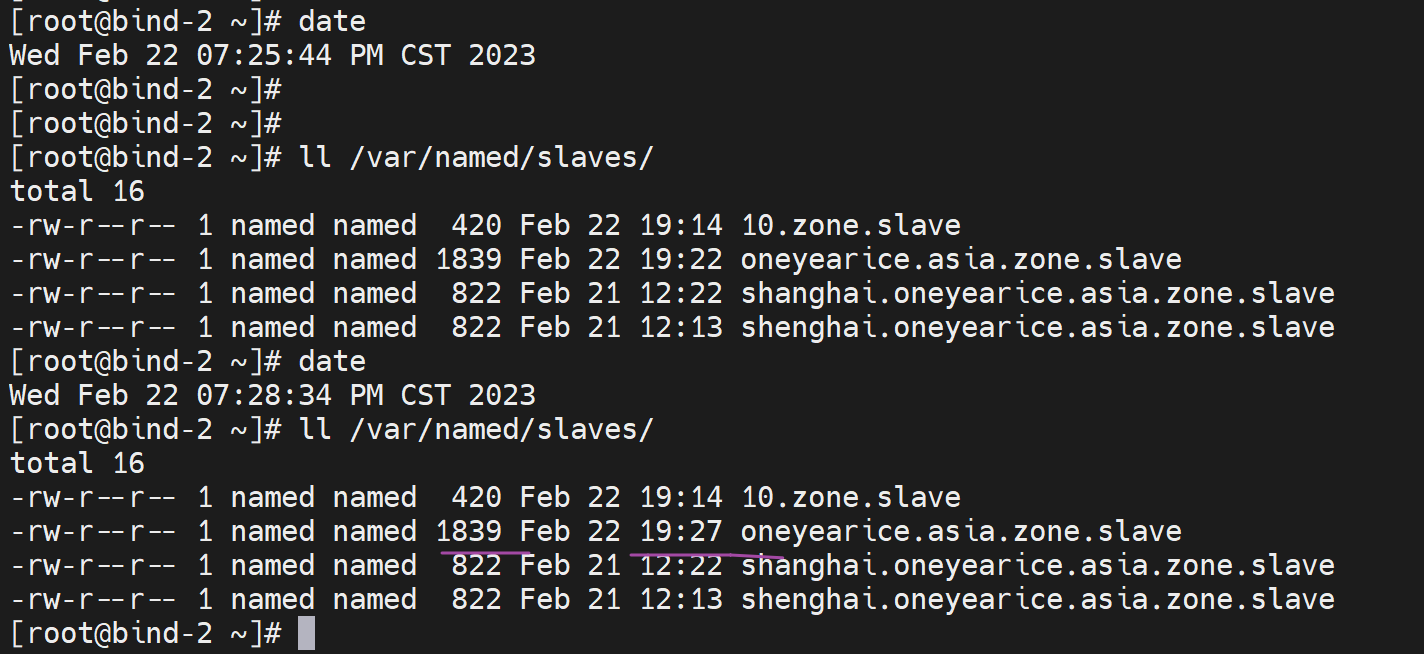 [root@bind-2 ~]# date
Wed Feb 22 07:25:44 PM CST 2023
[root@bind-2 ~]#
[root@bind-2 ~]#
[root@bind-2 ~]# ll /var/named/slaves/
total 16
-rw-r--r-- 1 named named  420 Feb 22 19:14 10.zone.slave
-rw-r--r-- 1 named named 1839 Feb 22 19:22 oneyearice.asia.zone.slave
-rw-r--r-- 1 named named  822 Feb 21 12:22 shanghai.oneyearice.asia.zone.slave
-rw-r--r-- 1 named named  822 Feb 21 12:13 shenghai.oneyearice.asia.zone.slave
[root@bind-2 ~]# date
Wed Feb 22 07:28:34 PM CST 2023
[root@bind-2 ~]# ll /var/named/slaves/
total 16
-rw-r--r-- 1 named named  420 Feb 22 19:14 10.zone.slave
-rw-r--r-- 1 named named 1839 Feb 22 19:27 oneyearice.asia.zone.slave
-rw-r--r-- 1 named named  822 Feb 21 12:22 shanghai.oneyearice.asia.zone.slave
-rw-r--r-- 1 named named  822 Feb 21 12:13 shenghai.oneyearice.asia.zone.slave
[root@bind-2 ~]#